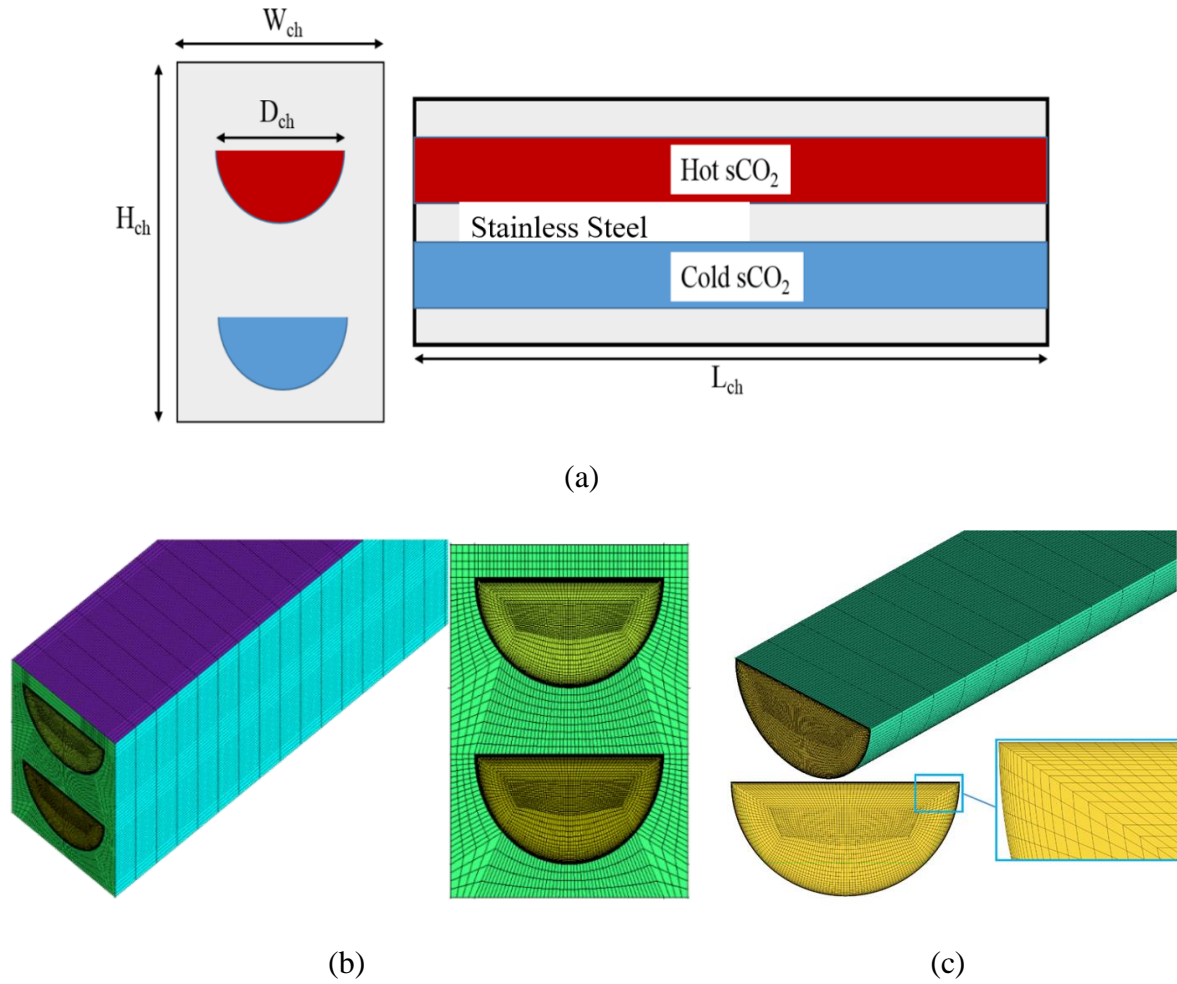 W_ch
D_ch
H_ch
Hot sCO₂
Stainless Steel
Cold sCO₂
L_ch
(a)
(b)
(c)